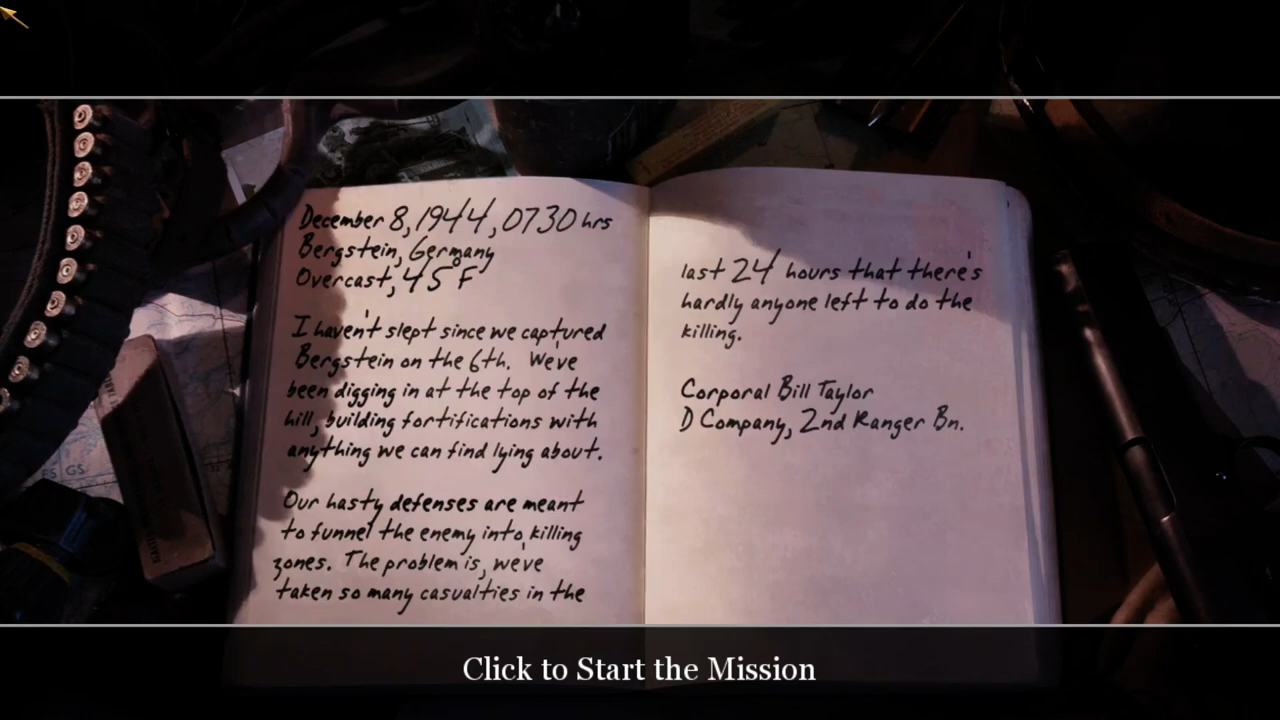 December 8, 1944, 0730 hrs
Bergstein, Germany
Overcast, 45°F
I haven't slept since we captured
Bergstein on the 6th. We've
been digging in at the top of the
hill, building fortifications with
anything we can find lying about.
Our hasty defenses are meant
to funnel the enemy into killing
zones. The problem is, we've
taken so many casualties in the
last 24 hours that there's
hardly anyone left to do the
killing.
Corporal Bill Taylor
D Company, 2nd Ranger Bn.
Click to Start the Mission